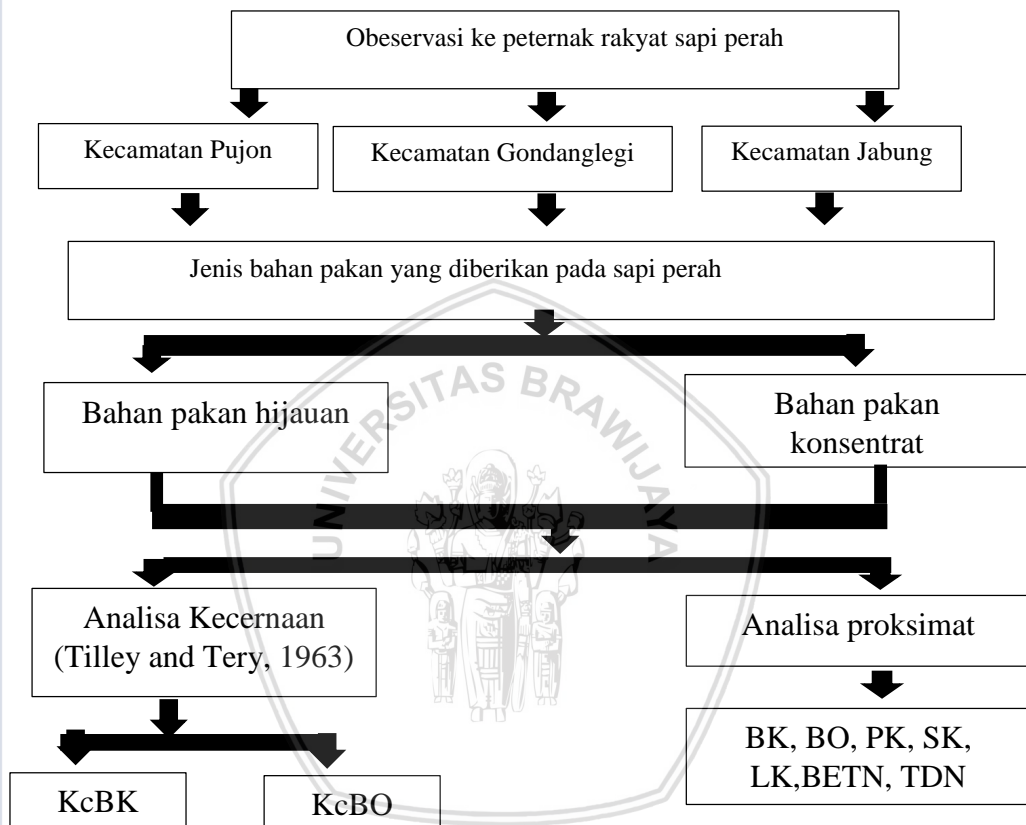 Obeservasi ke peternak rakyat sapi perah
Kecamatan Pujon
Kecamatan Gondanglegi
Kecamatan Jabung
Jenis bahan pakan yang diberikan pada sapi perah
UNIVERSITAS BRAWIJAYA
Bahan pakan hijauan
Bahan pakan
konsentrat
Analisa Kecernaan
(Tilley and Tery, 1963)
Analisa proksimat
BK, BO, PK, SK,
LK,BETN, TDN
KcBK
KcBO